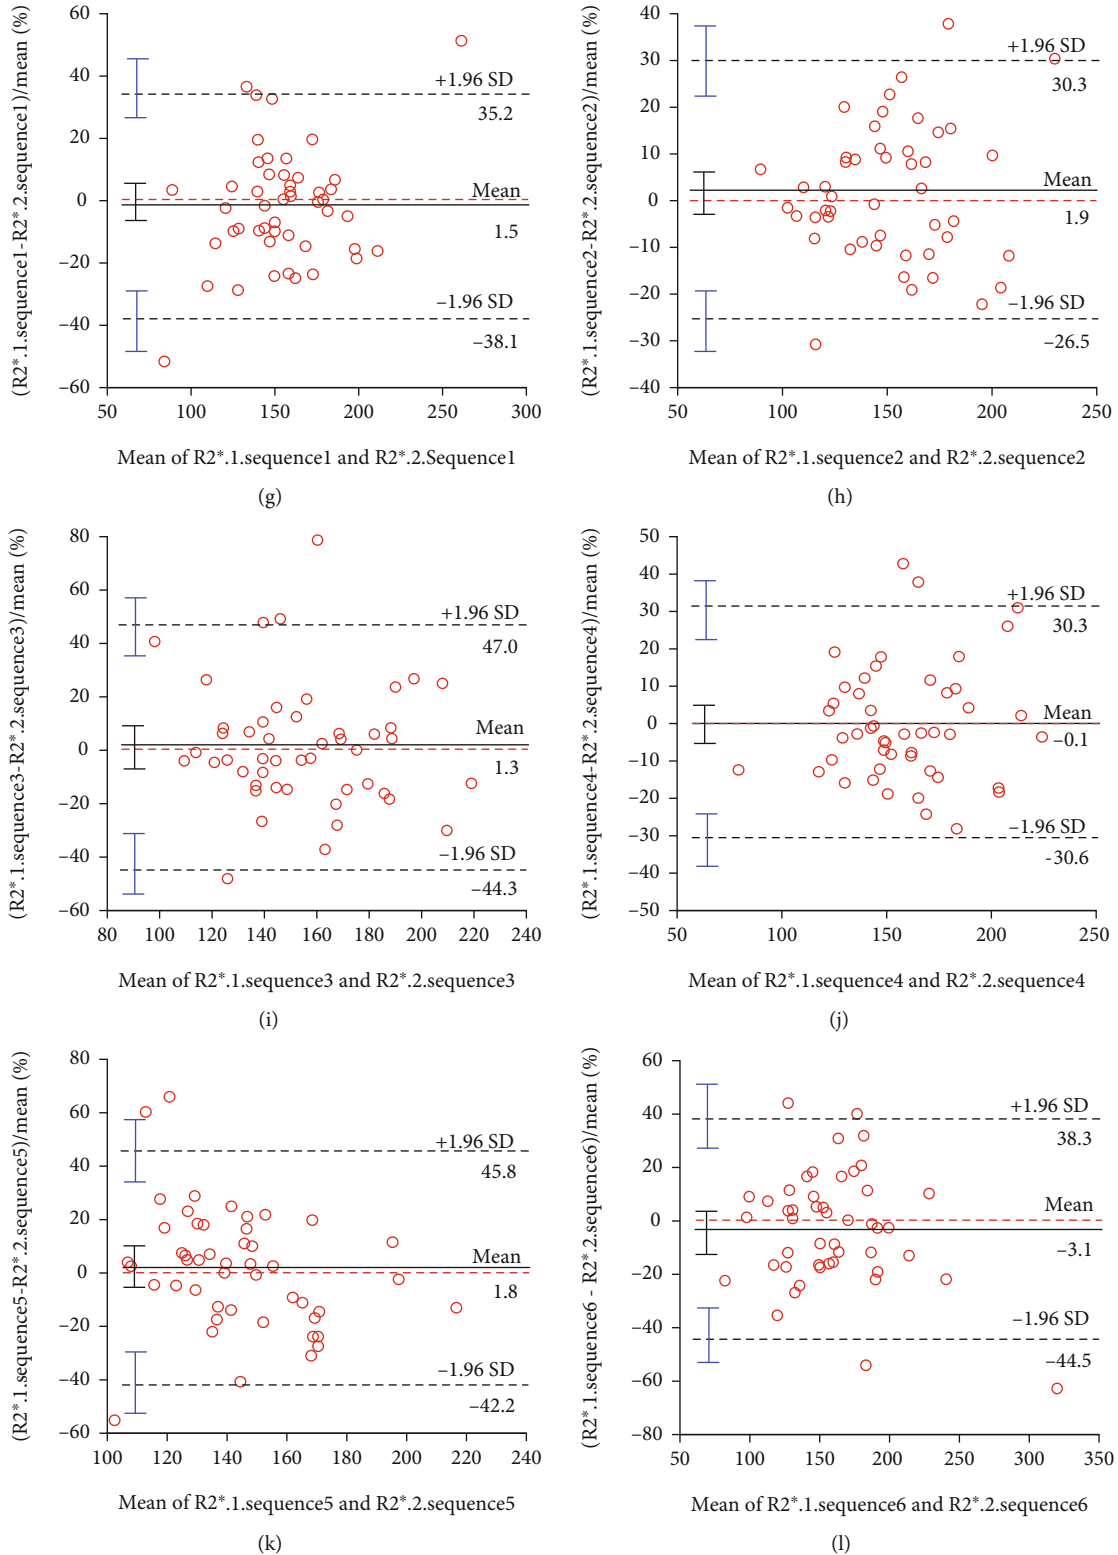 (R2*.1.sequence1-R2*.2.sequence1)/mean (%)
60
40
20
0
−20
−40
−60
+1.96 SD
35.2
Mean
1.5
−1.96 SD
−38.1
50 100 150 200 250 300
Mean of R2*.1.sequence1 and R2*.2.Sequence1
(g)
(R2*.1.sequence2-R2*.2.sequence2)/mean (%)
40
30
20
10
0
−10
−20
−30
−40
+1.96 SD
30.3
Mean
1.9
−1.96 SD
−26.5
50 100 150 200 250
Mean of R2*.1.sequence2 and R2*.2.sequence2
(h)
(R2*.1.sequence3-R2*.2.sequence3)/mean (%)
80
60
40
20
0
−20
−40
−60
+1.96 SD
47.0
Mean
1.3
−1.96 SD
−44.3
80 100 120 140 160 180 200 220 240
Mean of R2*.1.sequence3 and R2*.2.sequence3
(i)
(R2*.1.sequence4-R2*.2.sequence4)/mean (%)
50
40
30
20
10
0
−10
−20
−30
−40
−50
+1.96 SD
30.3
Mean
−0.1
−1.96 SD
-30.6
50 100 150 200 250
Mean of R2*.1.sequence4 and R2*.2.sequence4
(j)
(R2*.1.sequence5-R2*.2.sequence5)/mean (%)
80
60
40
20
0
−20
−40
−60
+1.96 SD
45.8
Mean
1.8
−1.96 SD
−42.2
100 120 140 160 180 200 220 240
Mean of R2*.1.sequence5 and R2*.2.sequence5
(k)
(R2*.1.sequence6 - R2*.2.sequence6)/mean (%)
60
40
20
0
−20
−40
−60
−80
+1.96 SD
38.3
Mean
−3.1
−1.96 SD
−44.5
50 100 150 200 250 300 350
Mean of R2*.1.sequence6 and R2*.2.sequence6
(l)